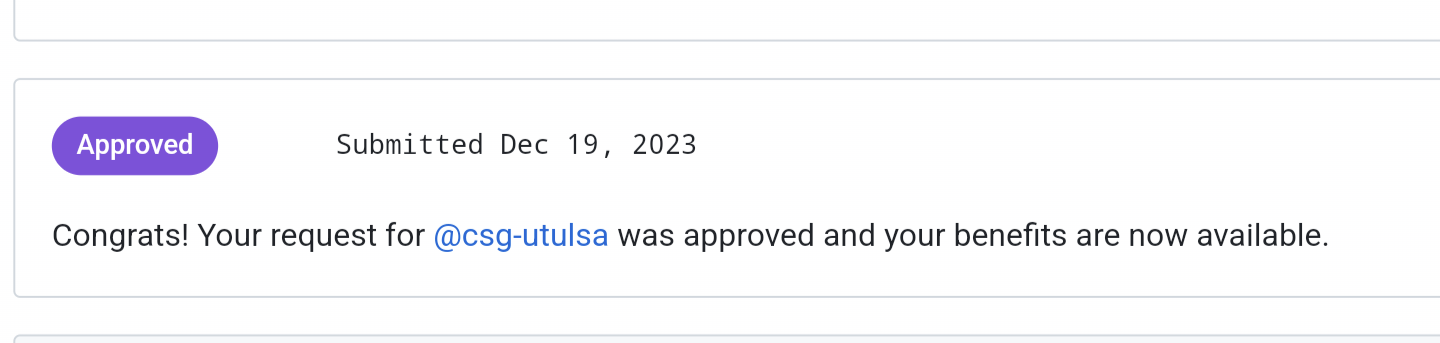 Approved Submitted Dec 19, 2023
Congrats! Your request for @csg-utulsa was approved and your benefits are now available.